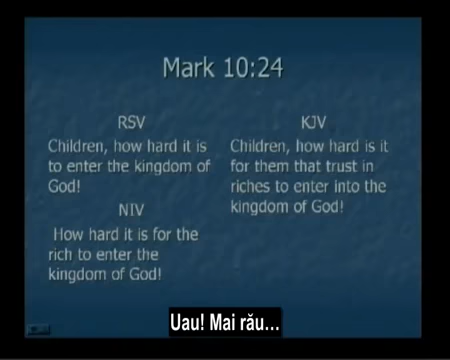 Mark 10:24
RSV
Children, how hard it is
to enter the kingdom of
God!
NIV
How hard it is for the
rich to enter the
kingdom of God!
KJV
Children, how hard is it
for them that trust in
riches to enter into the
kingdom of God!
Uau! Mai rău...